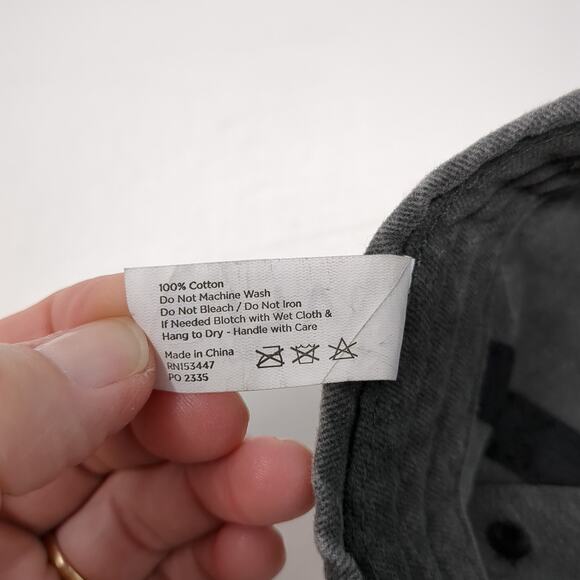 100% Cotton
Do Not Machine Wash
Do Not Bleach / Do Not Iron
If Needed Blotch with Wet Cloth &
Hang to Dry - Handle with Care
Made in China
RN153447
PO 2335